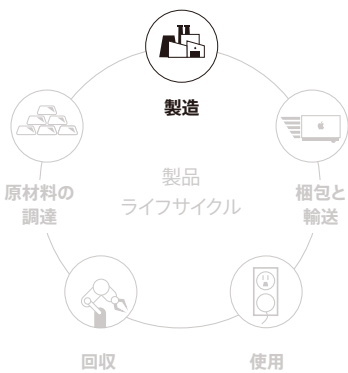 製造
原材料の
調達
製品
ライフサイクル
梱包と
輸送
回収
使用